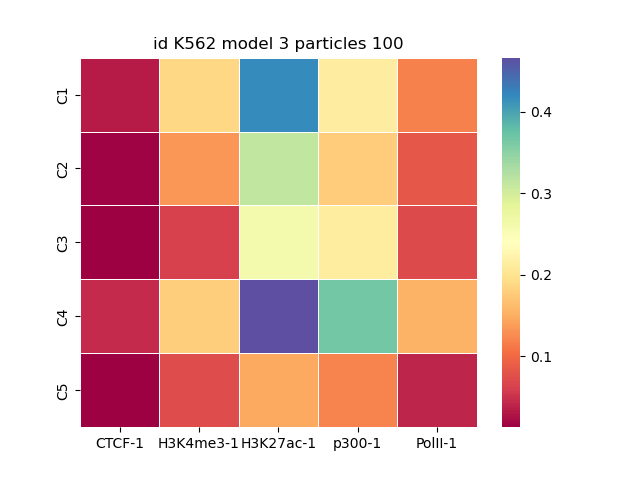 id K562 model 3 particles 100
C1
C2
C3
C4
C5
CTCF-1 H3K4me3-1 H3K27ac-1 p300-1 PolII-1
0.4
0.3
0.2
0.1